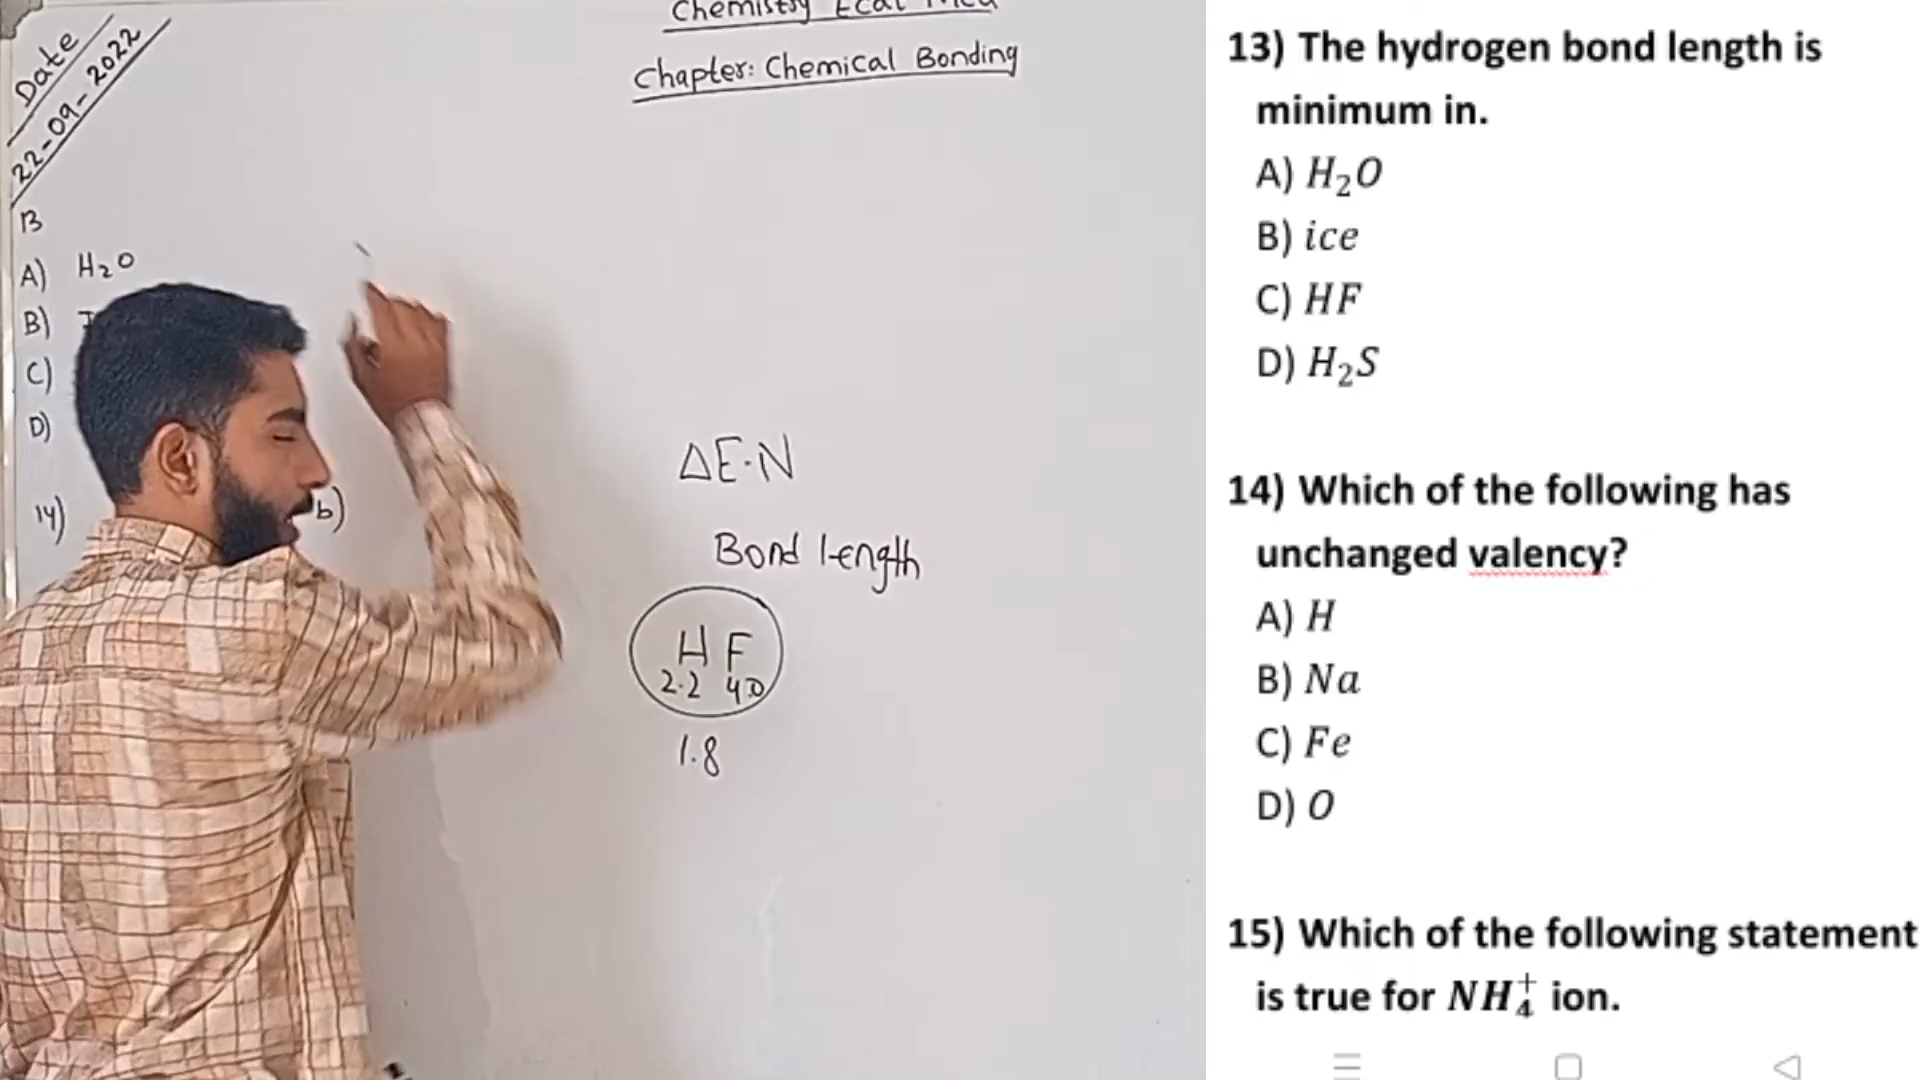 Chemistry Ecat
Chapter: Chemical Bonding
Date
22-09-2022
13
A) H₂O
B)
C)
D)
14)
b)
ΔE·N
Bond length
H F
2.2 4.0
1.8
13) The hydrogen bond length is
minimum in.
A) H₂O
B) ice
C) HF
D) H₂S
14) Which of the following has
unchanged valency?
A) H
B) Na
C) Fe
D) O
15) Which of the following statement
is true for NH₄⁺ ion.